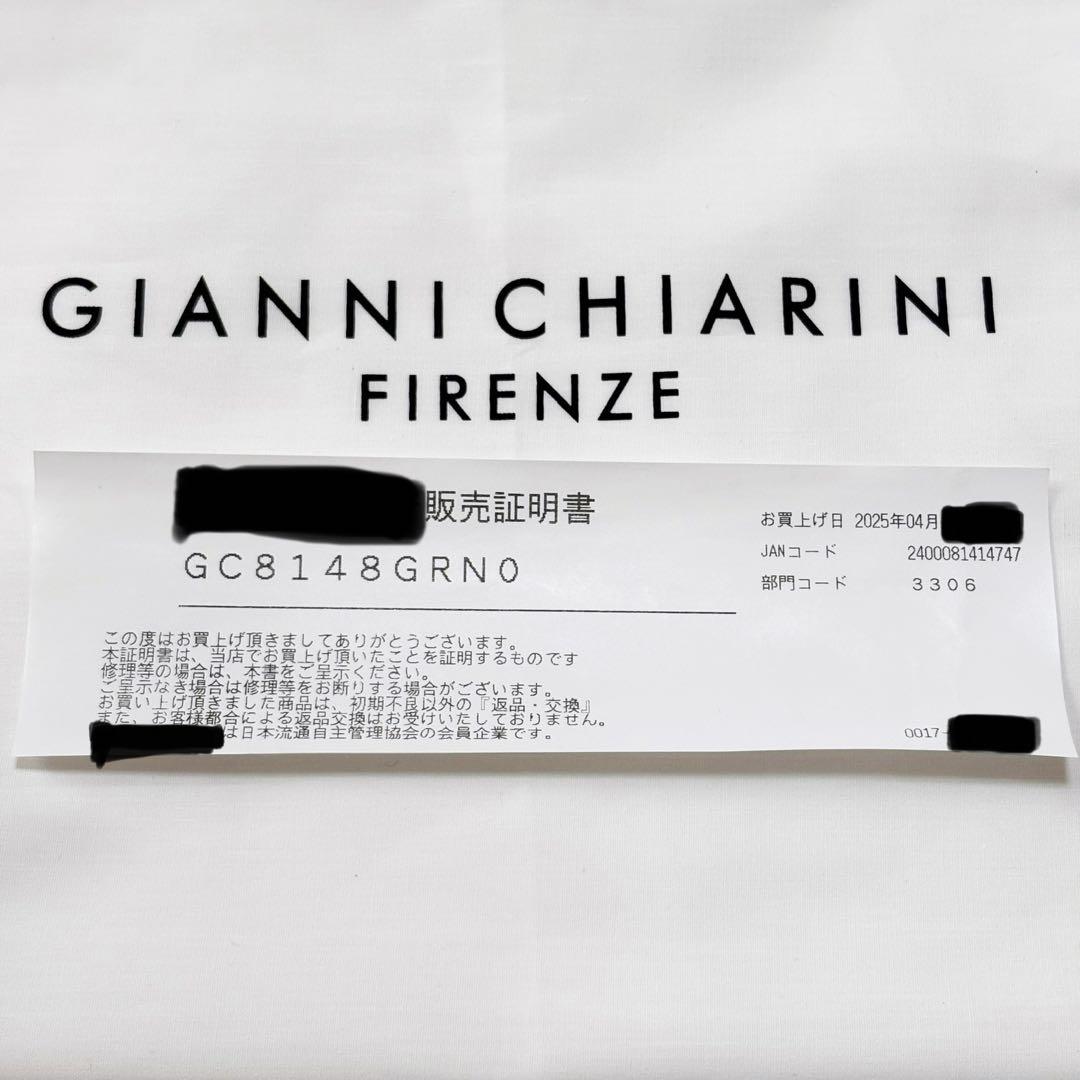 GIANNI CHIARINI
FIRENZE
販売証明書
GC8148GRN0
お買上げ日 2025年04月
JANコード 2400081414747
部門コード 3306
この度はお買上げ頂きましてありがとうございます。
本証明書は、当店でお買上げ頂いたことを証明するものです
修理等の場合は、本書をご呈示ください。
ご呈示なき場合は修理等をお断りする場合がございます。
お買い上げ頂きました商品は、初期不良以外の『返品・交換』
また、お客様都合による返品交換はお受けいたしておりません。
は日本流通自主管理協会の会員企業です。
0017-